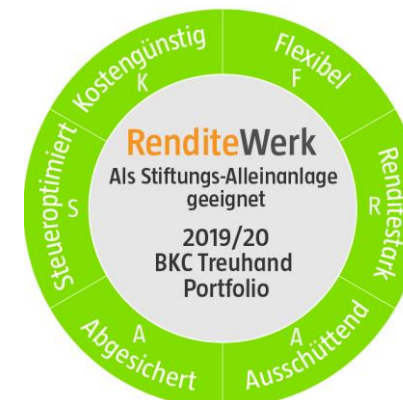 Kostengünstig
K
Flexibel
F
Renditestark
R
Ausschüttend
A
Abgesichert
A
Steueroptimiert
S
RenditeWerk
Als Stiftungs-Alleinanlage
geeignet
2019/20
BKC Treuhand
Portfolio